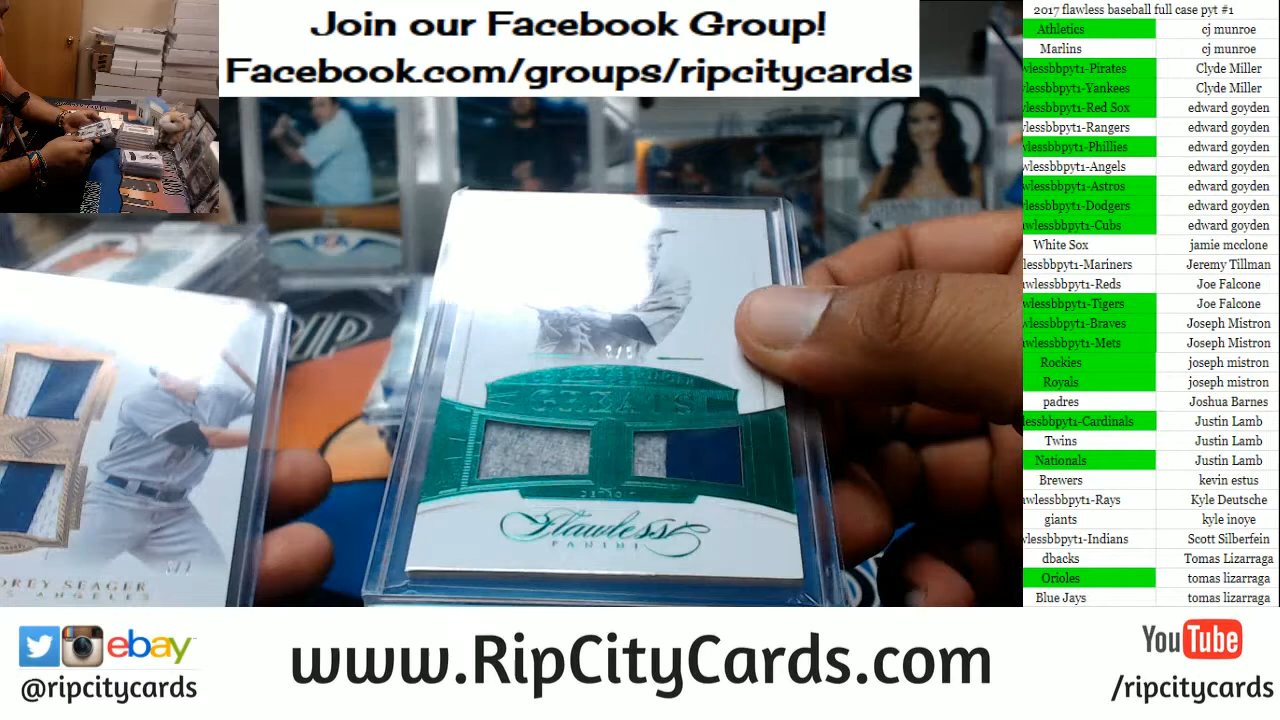 Join our Facebook Group!
Facebook.com/groups/ripcitycards
2017 flawless baseball full case pyt #1
Athletics cj munroe
Marlins cj munroe
wlessbbpyt1-Pirates Clyde Miller
lessbbpyt1-Yankees Clyde Miller
lessbbpyt1-Red Sox edward goyden
wlessbbpyt1-Rangers edward goyden
wlessbbpyt1-Phillies edward goyden
awlessbbpyt1-Angels edward goyden
wlessbbpyt1-Astros edward goyden
wlessbbpyt1-Dodgers edward goyden
awlessbbpyt1-Cubs edward goyden
White Sox jamie mcclone
lessbbpyt1-Mariners Jeremy Tillman
wlessbbpyt1-Reds Joe Falcone
wlessbbpyt1-Tigers Joe Falcone
wlessbbpyt1-Braves Joseph Mistron
wlessbbpyt1-Mets Joseph Mistron
Rockies joseph mistron
Royals joseph mistron
padres Joshua Barnes
lessbbpyt1-Cardinals Justin Lamb
Twins Justin Lamb
Nationals Justin Lamb
Brewers kevin estus
awlessbbpyt1-Rays Kyle Deutsche
giants kyle inoye
wlessbbpyt1-Indians Scott Silberfein
dbacks Tomas Lizarraga
Orioles tomas lizarraga
Blue Jays tomas lizarraga
DETROIT
Flawless
PANINI
OREY SEAGER
ANGELES
ebay
@ripcitycards
www.RipCityCards.com
YouTube
/ripcitycards